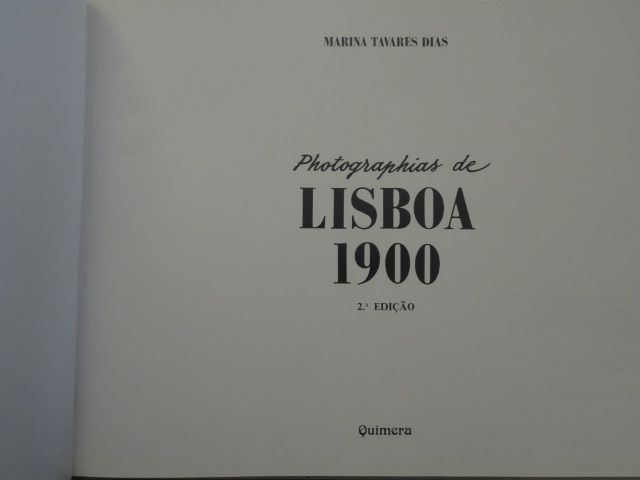 MARINA TAVARES DIAS
Photographias de
LISBOA
1900
2.ª EDIÇÃO
Quimera